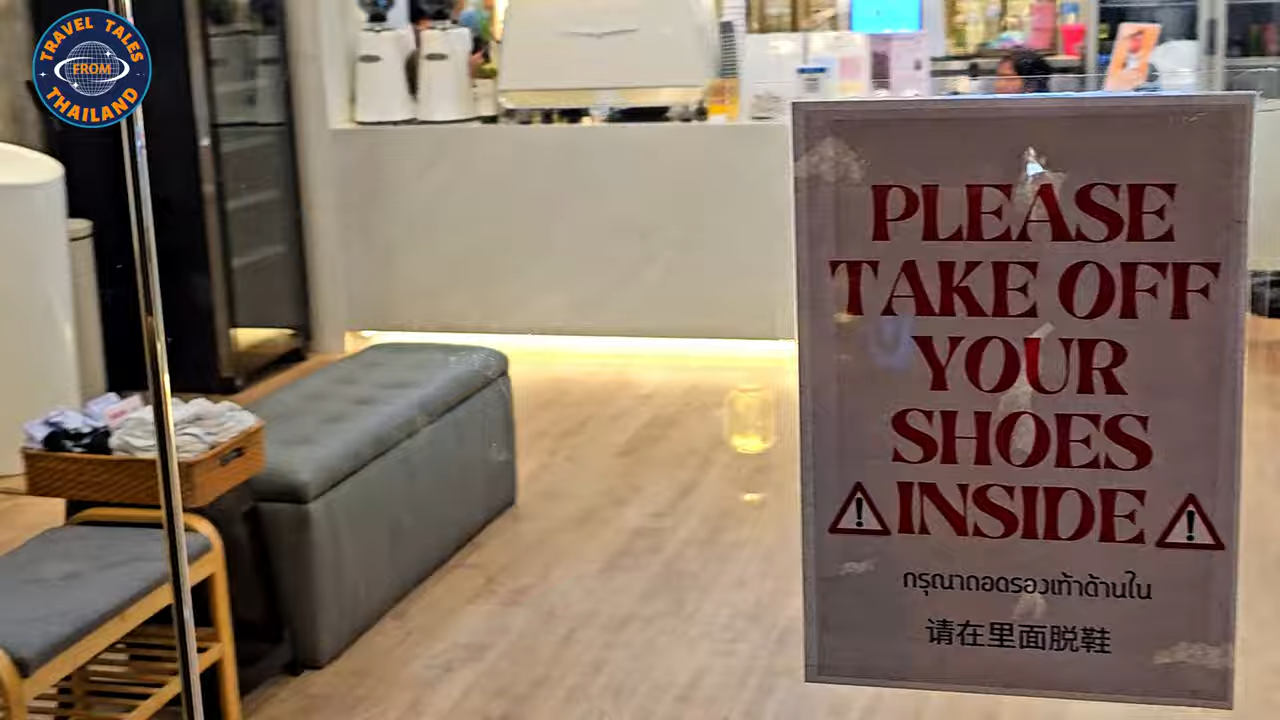 TRAVEL TALES
FROM
THAILAND
PLEASE
TAKE OFF
YOUR
SHOES
INSIDE
กรุณาถอดรองเท้าด้านใน
请在里面脱鞋